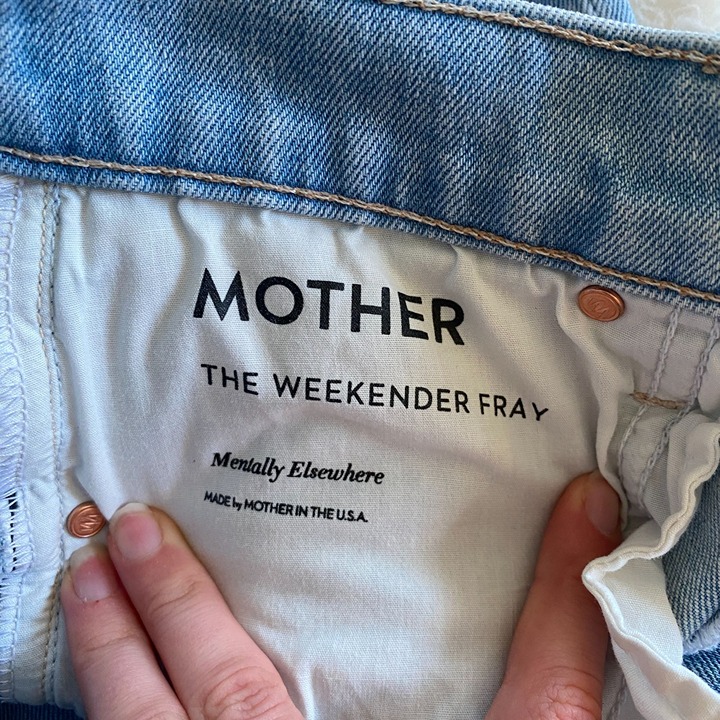 MOTHER
THE WEEKENDER FRAY
Mentally Elsewhere
MADE by MOTHER IN THE U.S.A.